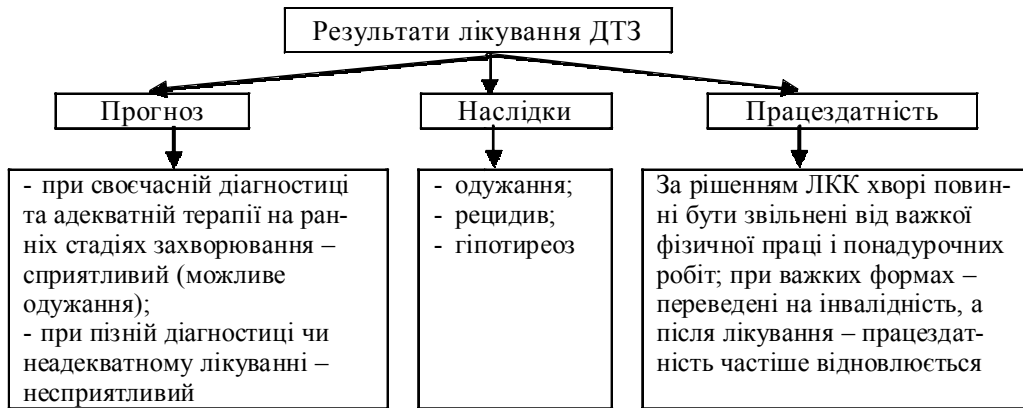 Результати лікування ДТЗ
Прогноз
Наслідки
Працездатність
- при своєчасній діагностиці
та адекватній терапії на ран-
ніх стадіях захворювання –
сприятливий (можливе
одужання);
- при пізній діагностиці чи
неадекватному лікуванні –
несприятливий
- одужання;
- рецидив;
- гіпотиреоз
За рішенням ЛКК хворі повин-
ні бути звільнені від важкої
фізичної праці і понадурочних
робіт; при важких формах –
переведені на інвалідність, а
після лікування – працездат-
ність частіше відновлюється